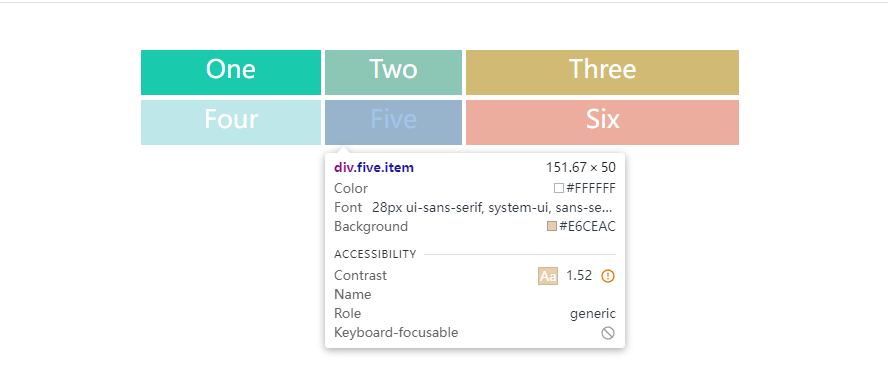 One Two Three
Four Five Six
div.five.item 151.67 × 50
Color #FFFFFF
Font 28px ui-sans-serif, system-ui, sans-se...
Background #E6CEAC
ACCESSIBILITY
Contrast Aa 1.52
Name
Role generic
Keyboard-focusable